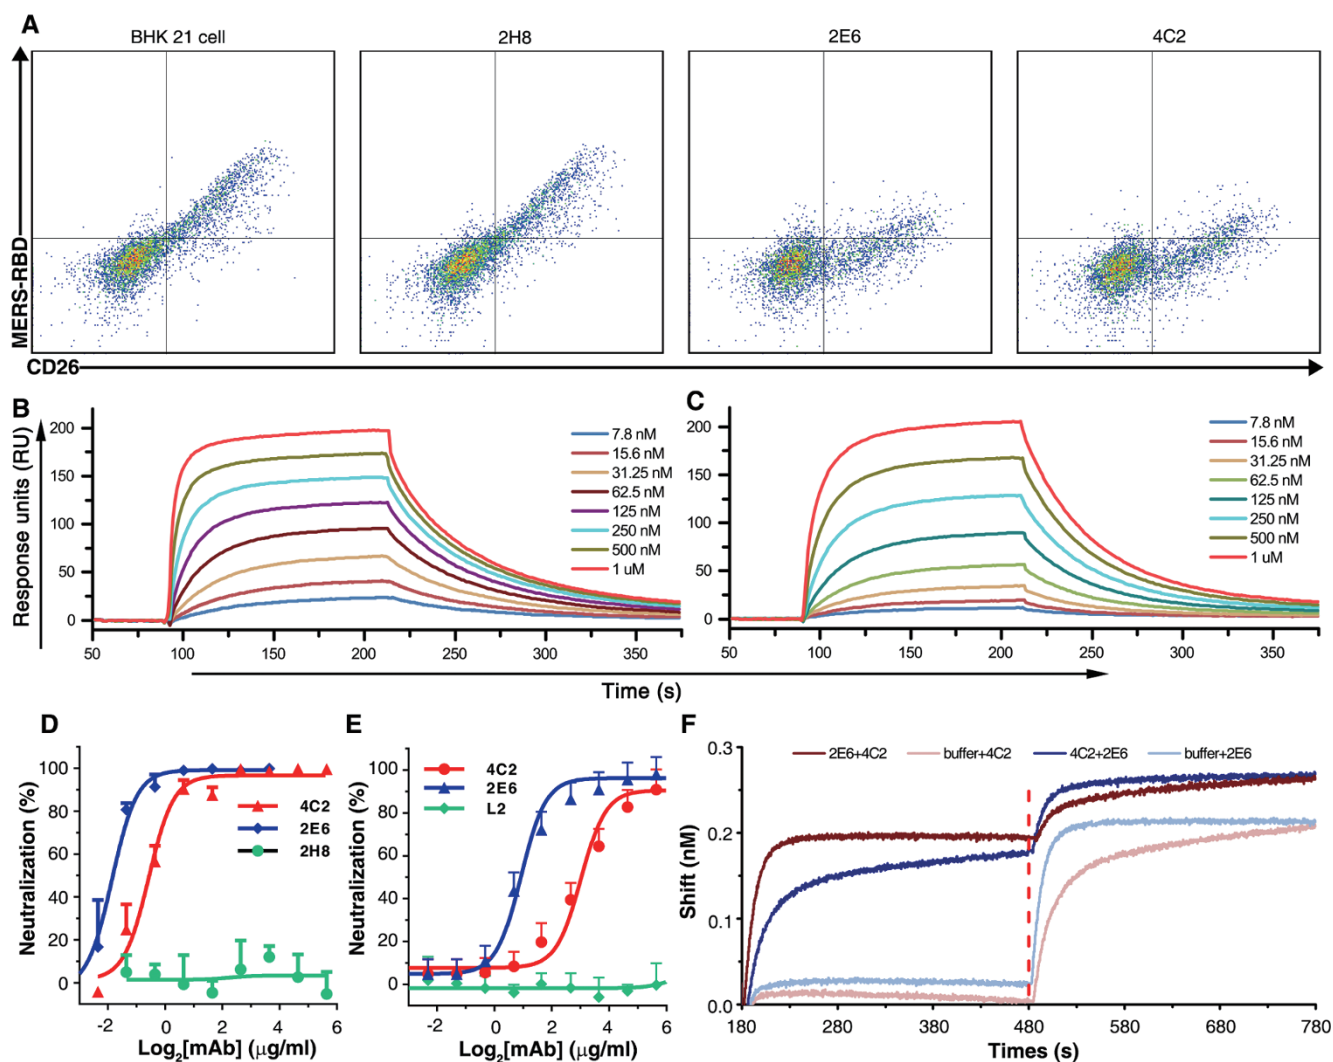 A
BHK 21 cell
2H8
2E6
4C2
MERS-RBD
CD26
B
Response units (RU)
200
150
100
50
0
50
100
150
200
250
300
350
7.8 nM
15.6 nM
31.25 nM
62.5 nM
125 nM
250 nM
500 nM
1 uM
C
200
150
100
50
0
50
100
150
200
250
300
350
7.8 nM
15.6 nM
31.25 nM
62.5 nM
125 nM
250 nM
500 nM
1 uM
Time (s)
D
Neutralization (%)
100
80
60
40
20
0
-2
0
2
4
6
4C2
2E6
2H8
Log2[mAb] (μg/ml)
E
Neutralization (%)
100
80
60
40
20
0
-2
0
2
4
6
4C2
2E6
L2
Log2[mAb] (μg/ml)
F
2E6+4C2
buffer+4C2
4C2+2E6
buffer+2E6
Shift (nM)
0.3
0.2
0.1
0.0
180
280
380
480
580
680
780
Times (s)